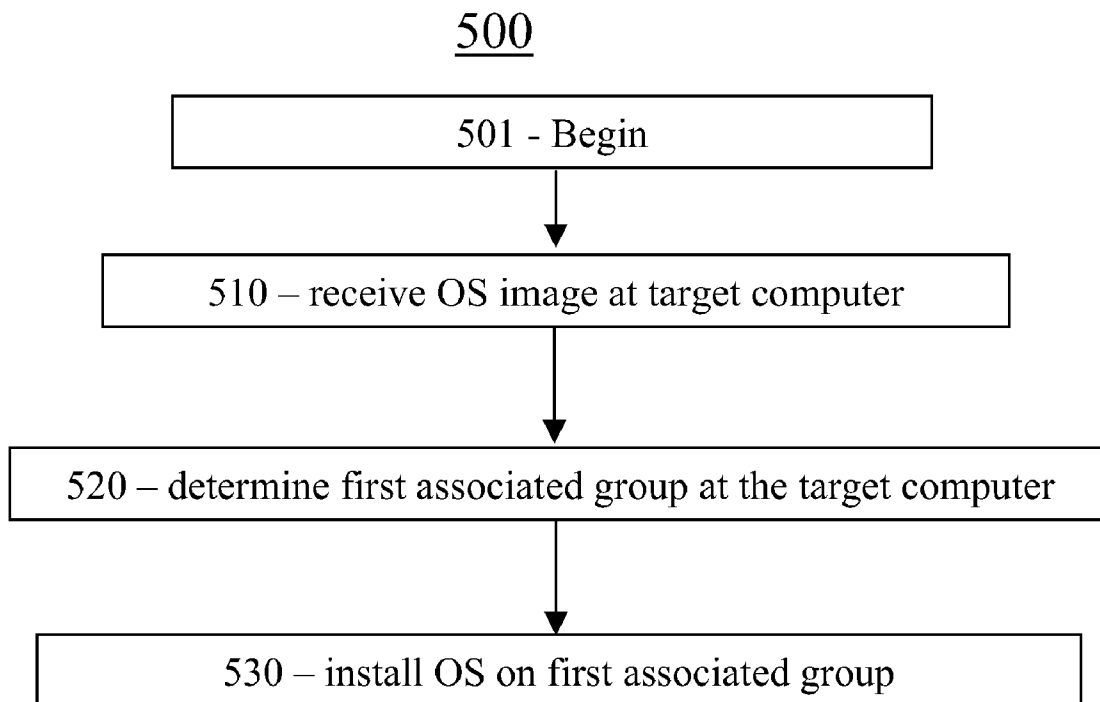 500
501 - Begin
510 – receive OS image at target computer
520 – determine first associated group at the target computer
530 – install OS on first associated group